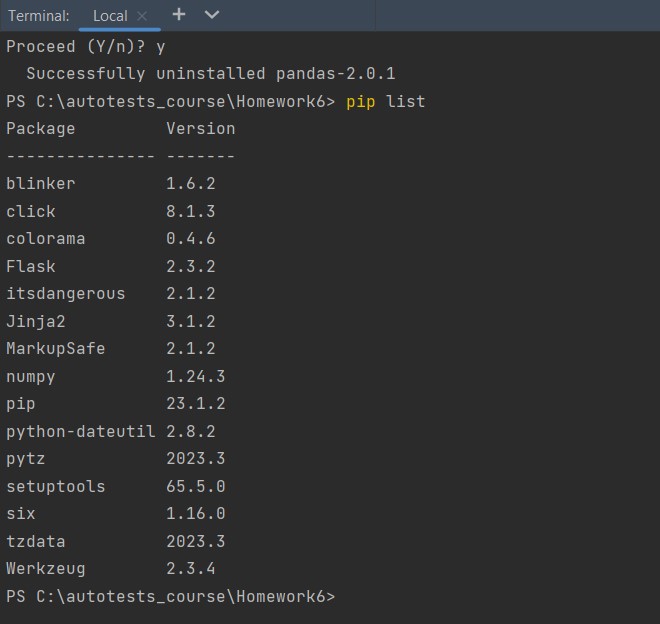 Terminal: Local × + 
Proceed (Y/n)? y
  Successfully uninstalled pandas-2.0.1
PS C:\autotests_course\Homework6> pip list
Package         Version
--------------- -------
blinker         1.6.2
click           8.1.3
colorama        0.4.6
Flask           2.3.2
itsdangerous    2.1.2
Jinja2          3.1.2
MarkupSafe      2.1.2
numpy           1.24.3
pip             23.1.2
python-dateutil 2.8.2
pytz            2023.3
setuptools      65.5.0
six             1.16.0
tzdata          2023.3
Werkzeug        2.3.4
PS C:\autotests_course\Homework6>